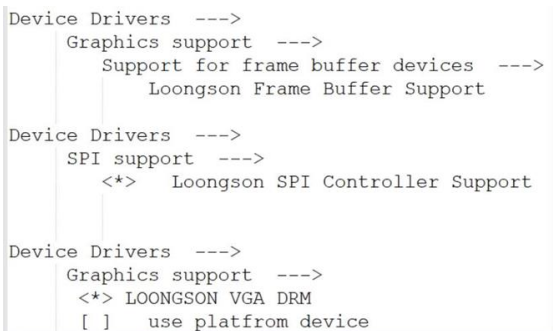 Device Drivers  --->
Graphics support  --->
Support for frame buffer devices  --->
Loongson Frame Buffer Support
Device Drivers  --->
SPI support  --->
<*>   Loongson SPI Controller Support
Device Drivers  --->
Graphics support  --->
<*> LOONGSON VGA DRM
[ ]   use platfrom device